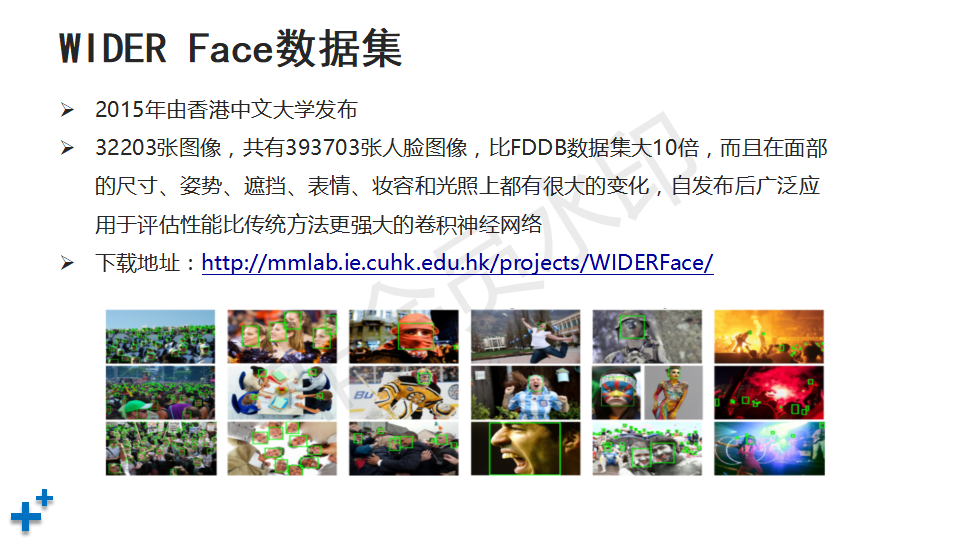 WIDER Face数据集
➢ 2015年由香港中文大学发布
➢ 32203张图像，共有393703张人脸图像，比FDDB数据集大10倍，而且在面部
的尺寸、姿势、遮挡、表情、妆容和光照上都有很大的变化，自发布后广泛应
用于评估性能比传统方法更强大的卷积神经网络
➢ 下载地址：http://mmlab.ie.cuhk.edu.hk/projects/WIDERFace/
会员水印
BU